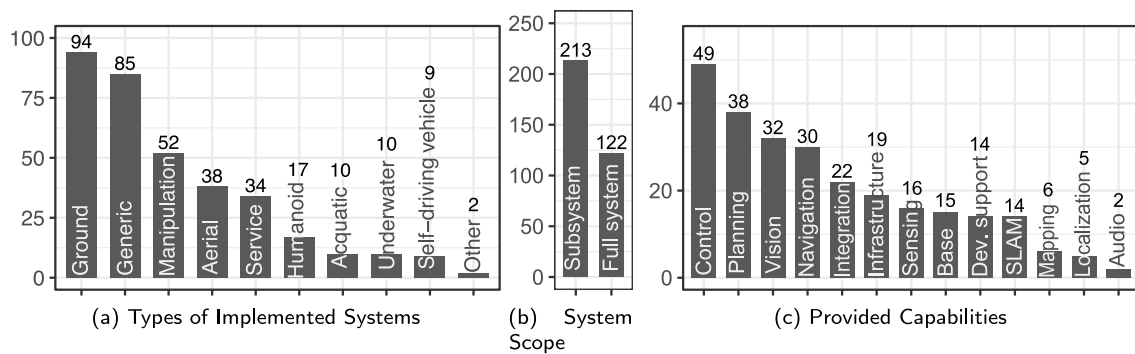 100
75
50
25
0
94
85
52
38
34
17
10
10
9
2
Ground
Generic
Manipulation
Aerial
Service
Humanoid
Acquatic
Underwater
Self-driving vehicle
Other
(a) Types of Implemented Systems
250
200
150
100
50
0
213
122
Subsystem
Full system
(b) System
Scope
40
20
0
49
38
32
30
22
19
16
15
14
14
6
5
2
Control
Planning
Vision
Navigation
Integration
Infrastructure
Sensing
Base
Dev. support
SLAM
Mapping
Localization
Audio
(c) Provided Capabilities